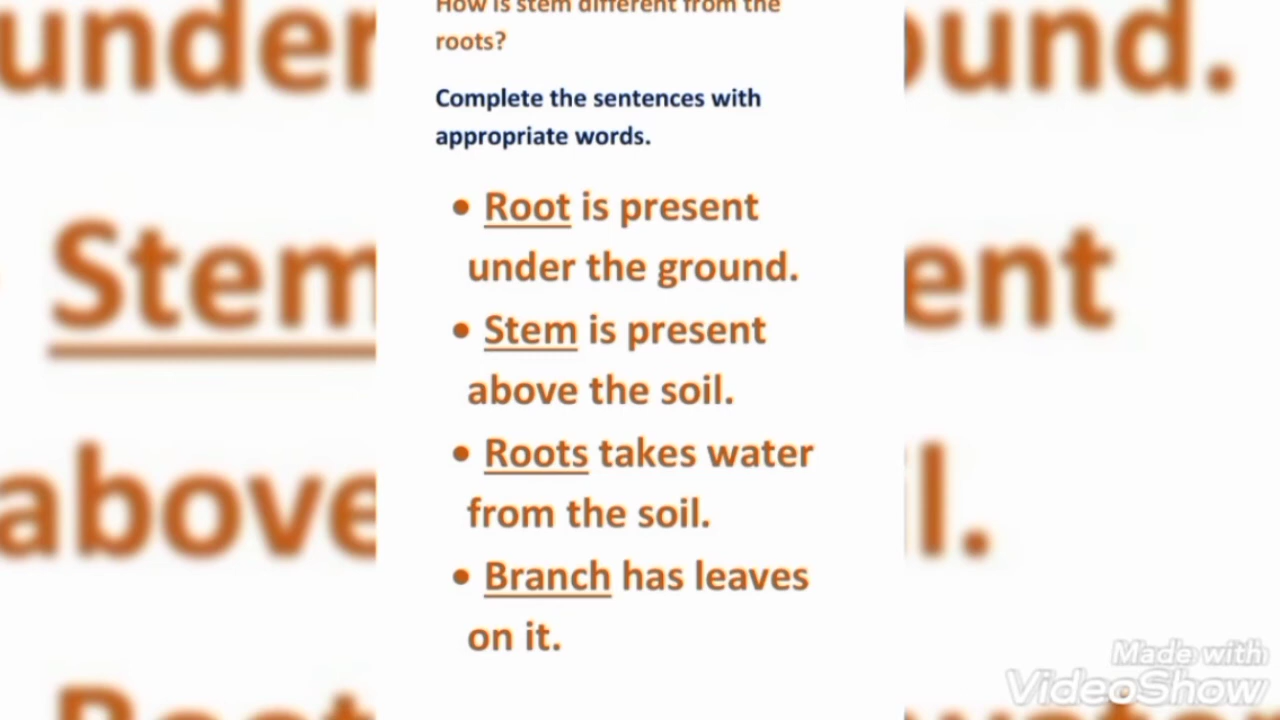 How is stem different from the
roots?
Complete the sentences with
appropriate words.
• Root is present
under the ground.
• Stem is present
above the soil.
• Roots takes water
from the soil.
• Branch has leaves
on it.
Made with
VideoShow